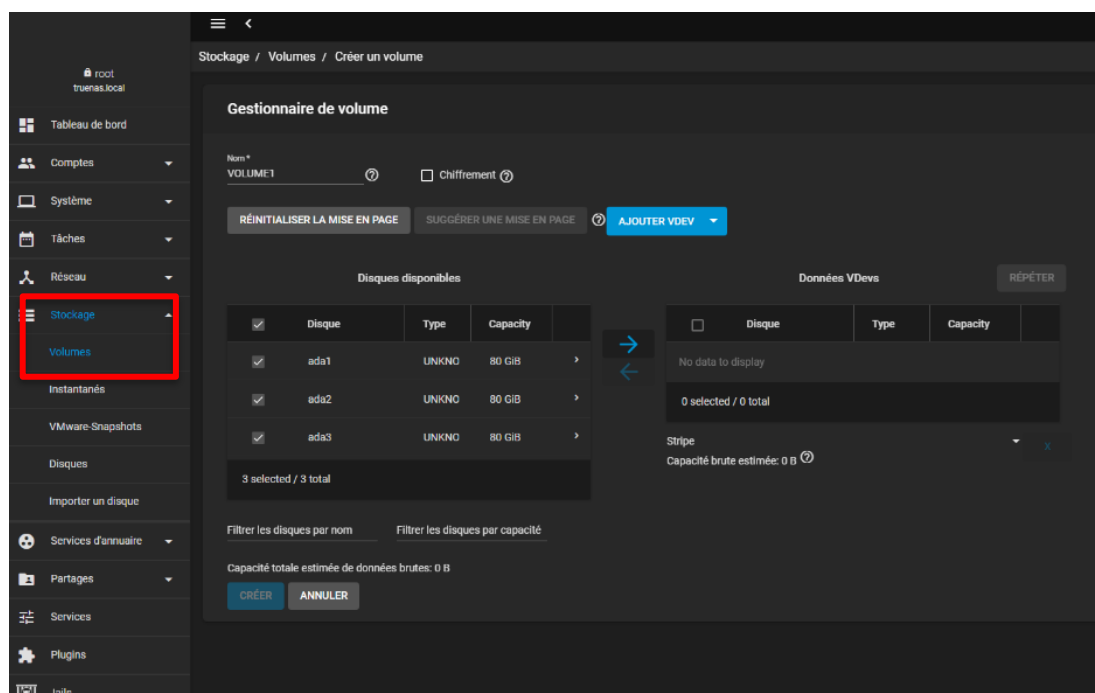 root
truenas.local
Tableau de bord
Comptes
Système
Tâches
Réseau
Stockage
Volumes
Instantanés
VMware-Snapshots
Disques
Importer un disque
Services d'annuaire
Partages
Services
Plugins
Jails
Stockage / Volumes / Créer un volume
Gestionnaire de volume
Nom *
VOLUME1
Chiffrement
RÉINITIALISER LA MISE EN PAGE SUGGÉRER UNE MISE EN PAGE AJOUTER VDEV
Disques disponibles
Disque Type Capacity
ada1 UNKNO 80 GiB
ada2 UNKNO 80 GiB
ada3 UNKNO 80 GiB
3 selected / 3 total
Filtrer les disques par nom Filtrer les disques par capacité
Capacité totale estimée de données brutes: 0 B
CRÉER ANNULER
Données VDevs RÉPÉTER
Disque Type Capacity
No data to display
0 selected / 0 total
Stripe
X
Capacité brute estimée: 0 B